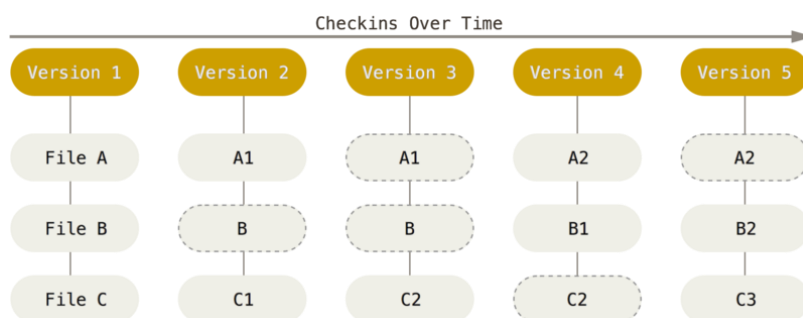 Checkins Over Time
Version 1 Version 2 Version 3 Version 4 Version 5
File A A1 A1 A2 A2
File B B B B1 B2
File C C1 C2 C2 C3